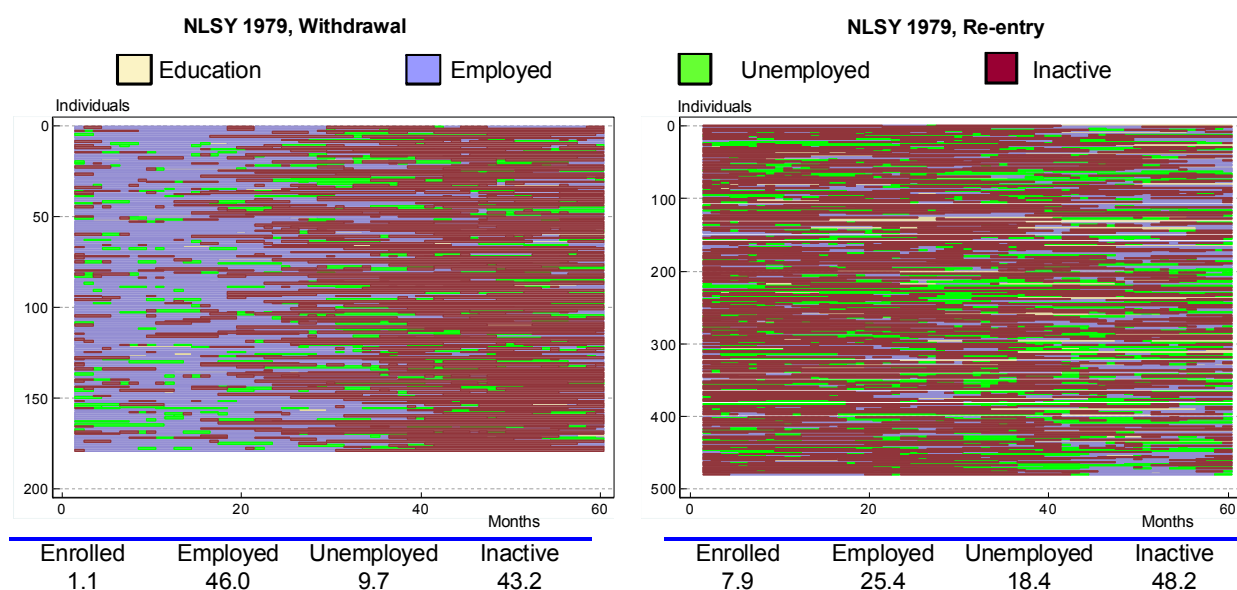 NLSY 1979, Withdrawal
Education Employed
Individuals
0
50
100
150
200
0 20 40 60
Months
Enrolled Employed Unemployed Inactive
1.1 46.0 9.7 43.2
NLSY 1979, Re-entry
Unemployed Inactive
Individuals
0
100
200
300
400
500
0 20 40 60
Months
Enrolled Employed Unemployed Inactive
7.9 25.4 18.4 48.2